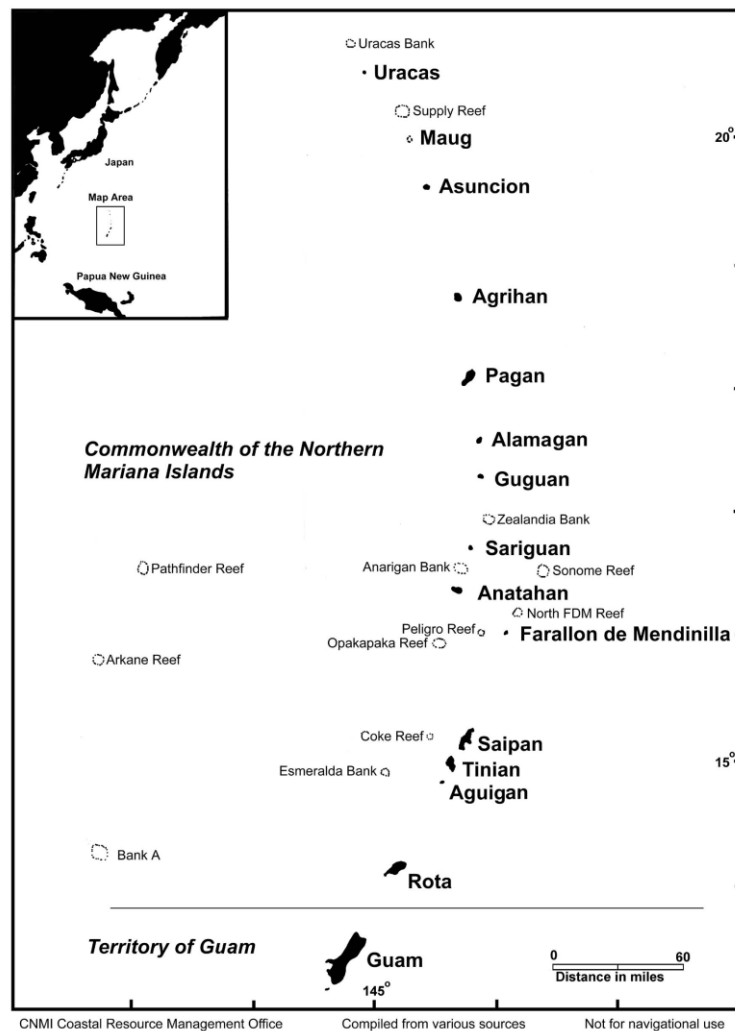 Uracas Bank
Uracas
Supply Reef
Maug
20°
Asuncion
Japan
Map Area
Papua New Guinea
Agrihan
Pagan
Commonwealth of the Northern
Mariana Islands
Alamagan
Guguan
Zealandia Bank
Sariguan
Pathfinder Reef
Anarigan Bank
Sonome Reef
Anatahan
North FDM Reef
Peligro Reef
Farallon de Mendinilla
Opakapaka Reef
Arkane Reef
Coke Reef
Saipan
15°
Tinian
Esmeralda Bank
Aguigan
Bank A
Rota
Territory of Guam
Guam
0 60
Distance in miles
145°
CNMI Coastal Resource Management Office Compiled from various sources Not for navigational use